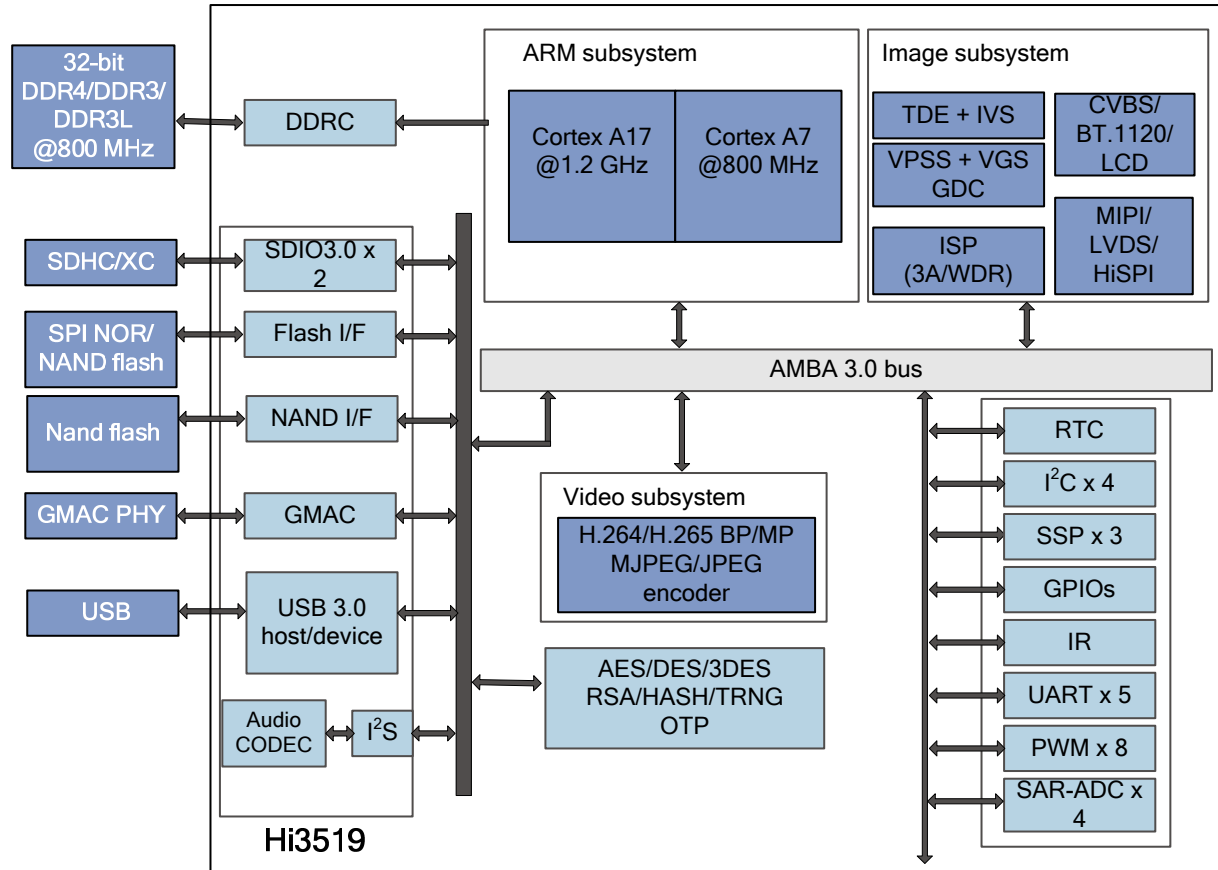 32-bit
DDR4/DDR3/
DDR3L
@800 MHz
DDRC
ARM subsystem
Cortex A17
@1.2 GHz
Cortex A7
@800 MHz
Image subsystem
TDE + IVS
VPSS + VGS
GDC
ISP
(3A/WDR)
CVBS/
BT.1120/
LCD
MIPI/
LVDS/
HiSPI
SDHC/XC
SDIO3.0 x
2
SPI NOR/
NAND flash
Flash I/F
Nand flash
NAND I/F
GMAC PHY
GMAC
USB
USB 3.0
host/device
Audio
CODEC
I²S
Hi3519
AMBA 3.0 bus
Video subsystem
H.264/H.265 BP/MP
MJPEG/JPEG
encoder
AES/DES/3DES
RSA/HASH/TRNG
OTP
RTC
I²C x 4
SSP x 3
GPIOs
IR
UART x 5
PWM x 8
SAR-ADC x
4